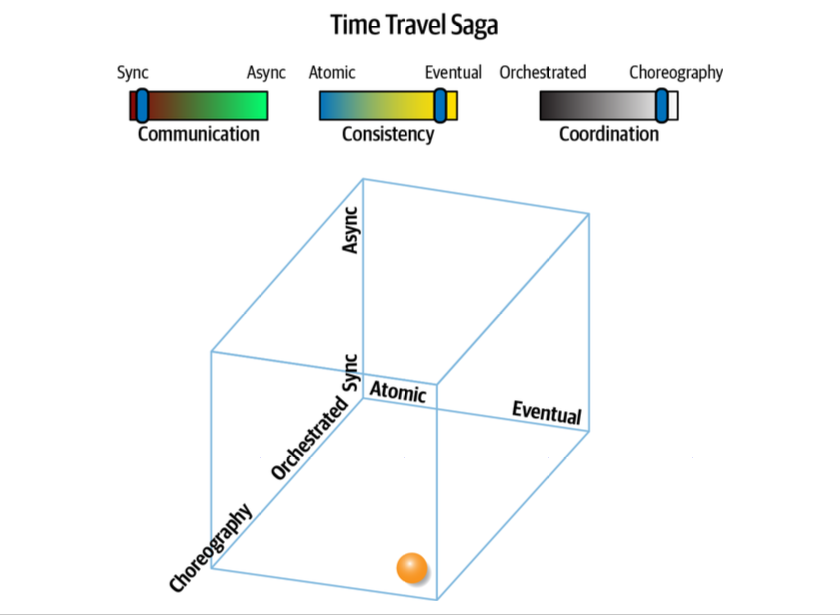 Time Travel Saga
Sync Async Atomic Eventual Orchestrated Choreography
Communication Consistency Coordination
Async
Sync
Atomic
Eventual
Orchestrated
Choreography